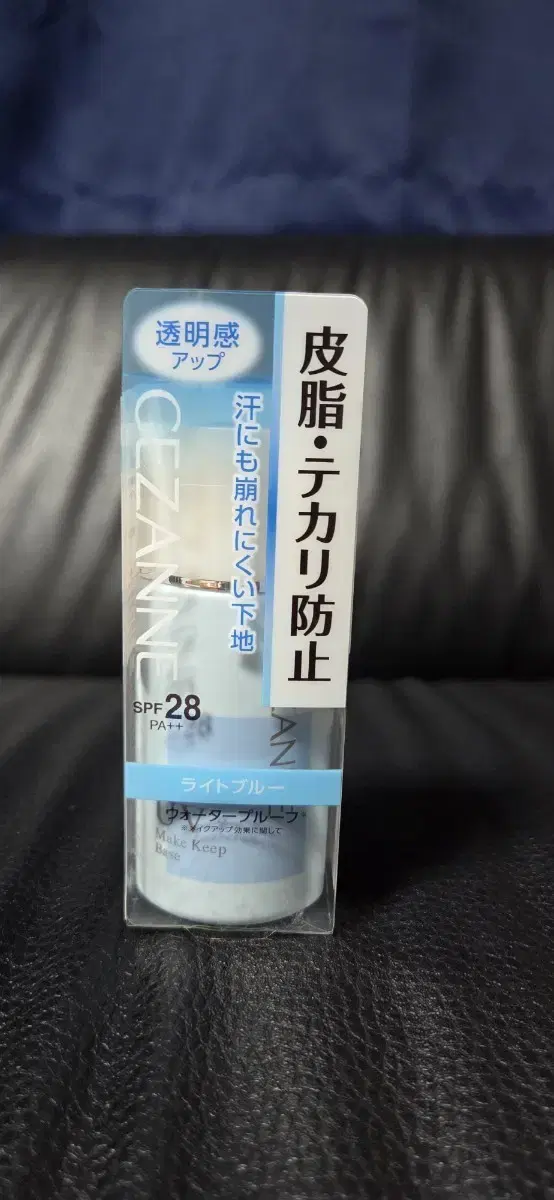 透明感
アップ
皮脂・テカリ防止
汗にも崩れにくい下地
CEZANNE
SPF28
PA++
ライトブルー
ウォータープルーフ
※メイクアップ効果に関して
Make Keep
Base